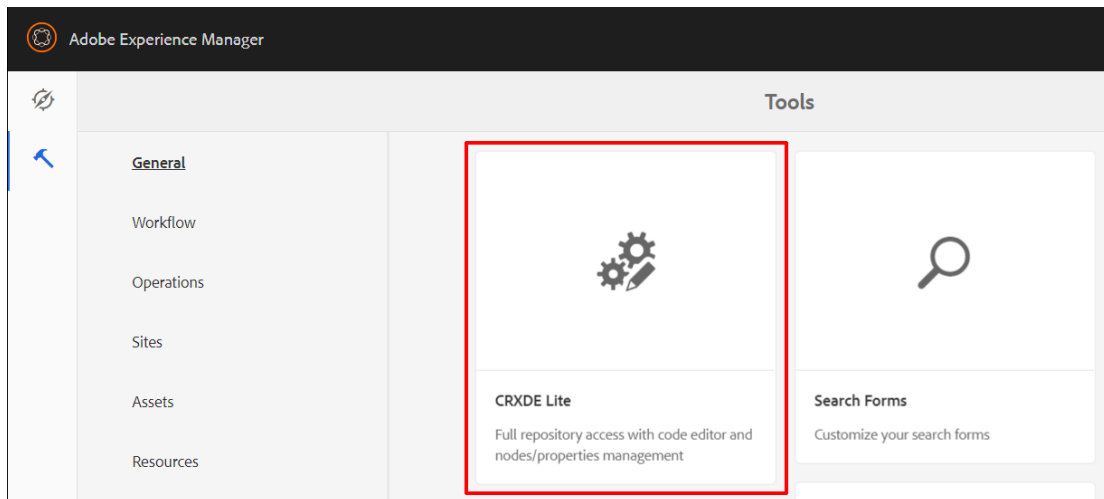 Adobe Experience Manager
Tools
General
Workflow
Operations
Sites
Assets
Resources
CRXDE Lite
Full repository access with code editor and
nodes/properties management
Search Forms
Customize your search forms